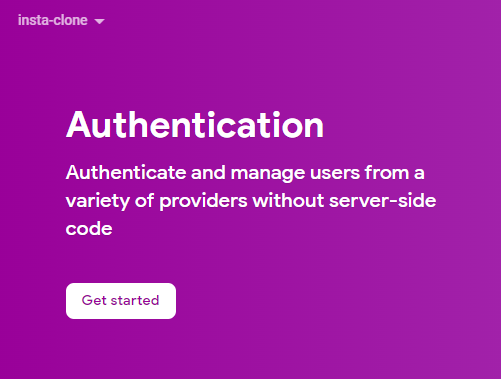 insta-clone
Authentication
Authenticate and manage users from a
variety of providers without server-side
code
Get started